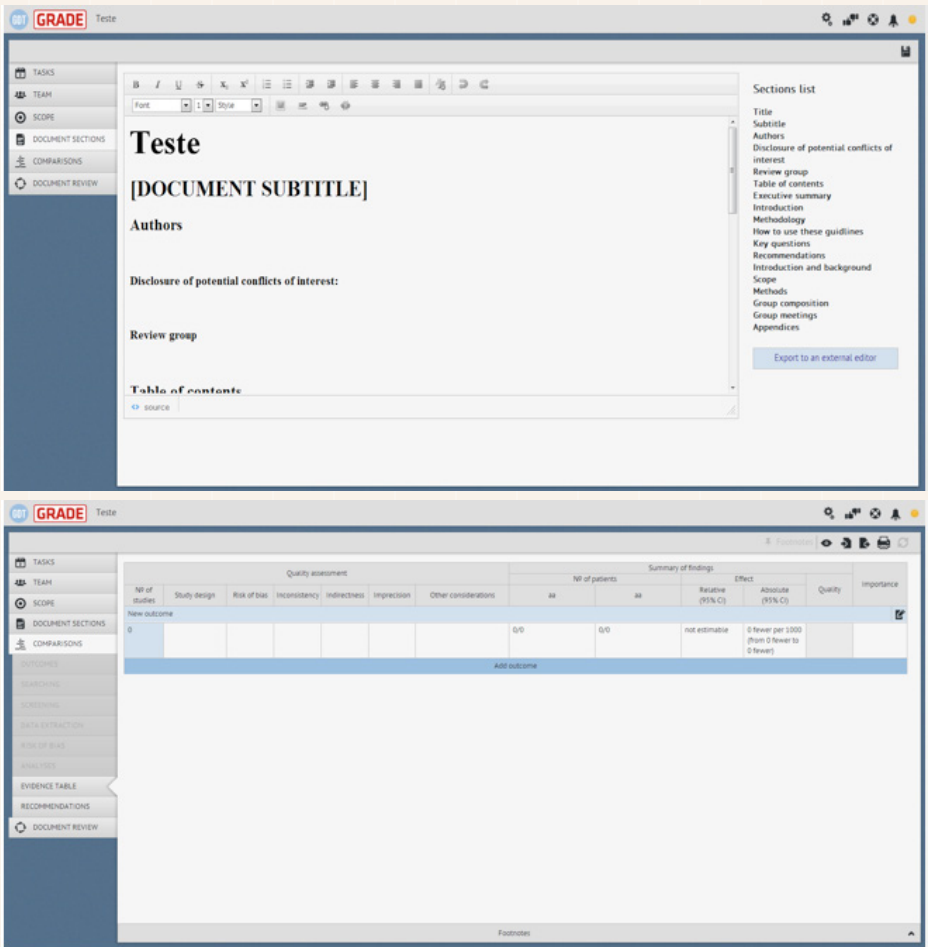 GDT GRADE Teste
TASKS
TEAM
SCOPE
DOCUMENT SECTIONS
COMPARISONS
DOCUMENT REVIEW
B I U S X₂ X²
Font 1 Style
Teste
[DOCUMENT SUBTITLE]
Authors
Disclosure of potential conflicts of interest:
Review group
Table of contents
source
Sections list
Title
Subtitle
Authors
Disclosure of potential conflicts of
interest
Review group
Table of contents
Executive summary
Introduction
Methodology
How to use these guidlines
Key questions
Recommendations
Introduction and background
Scope
Methods
Group composition
Group meetings
Appendices
Export to an external editor
GDT GRADE Teste
Footnotes
TASKS
TEAM
SCOPE
DOCUMENT SECTIONS
COMPARISONS
OUTCOMES
SEARCHING
SCREENING
DATA EXTRACTION
RISK OF BIAS
ANALYSES
EVIDENCE TABLE
RECOMMENDATIONS
DOCUMENT REVIEW
Quality assessment
Summary of findings
Importance
Nº of patients
Effect
Quality
Nº of
studies
Study design
Risk of bias
Inconsistency
Indirectness
Imprecision
Other considerations
aa
aa
Relative
(95% CI)
Absolute
(95% CI)
New outcome
0
0/0
0/0
not estimable
0 fewer per 1000
(from 0 fewer to
0 fewer)
Add outcome
Footnotes